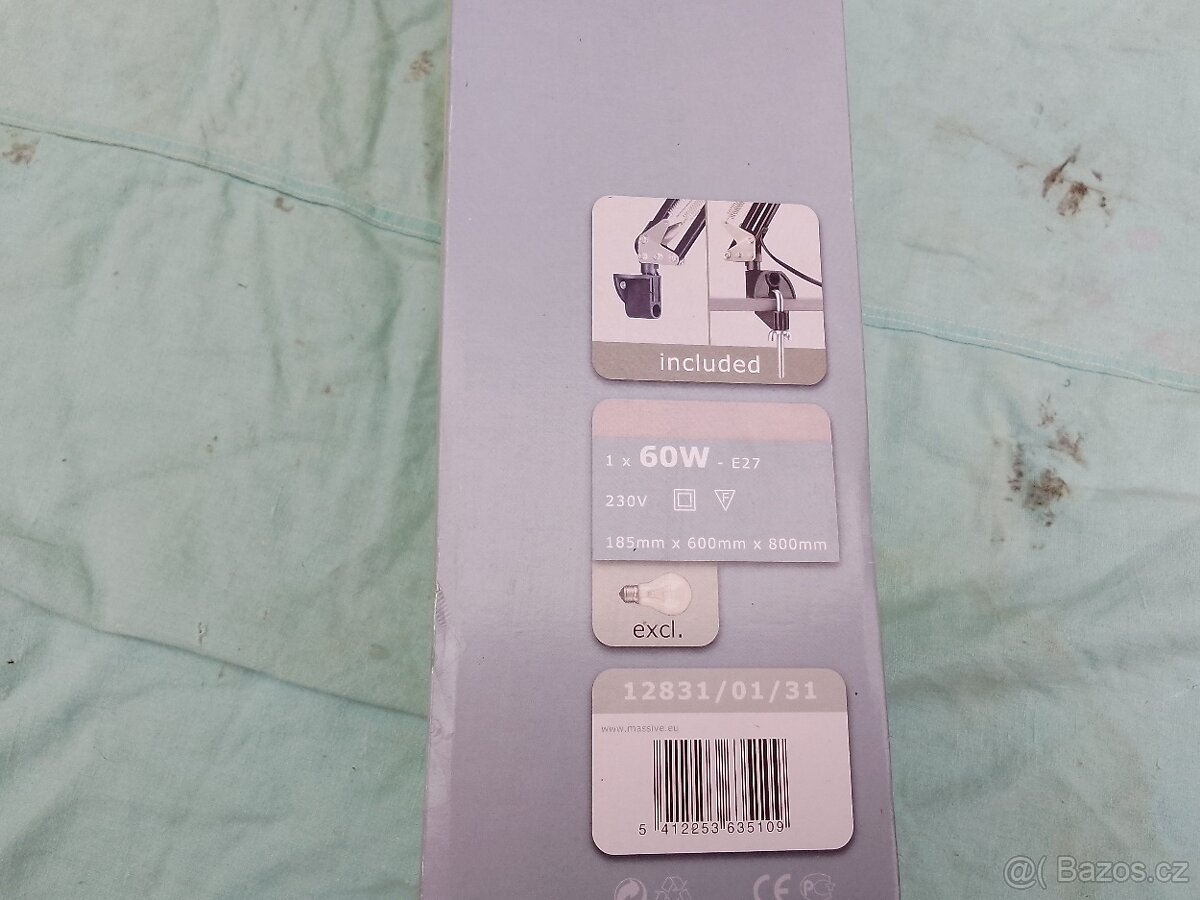 included
1 x 60W - E27
230V F
185mm x 600mm x 800mm
excl.
12831/01/31
www.massive.eu
5 412253 635109
CE
@( Bazos.cz